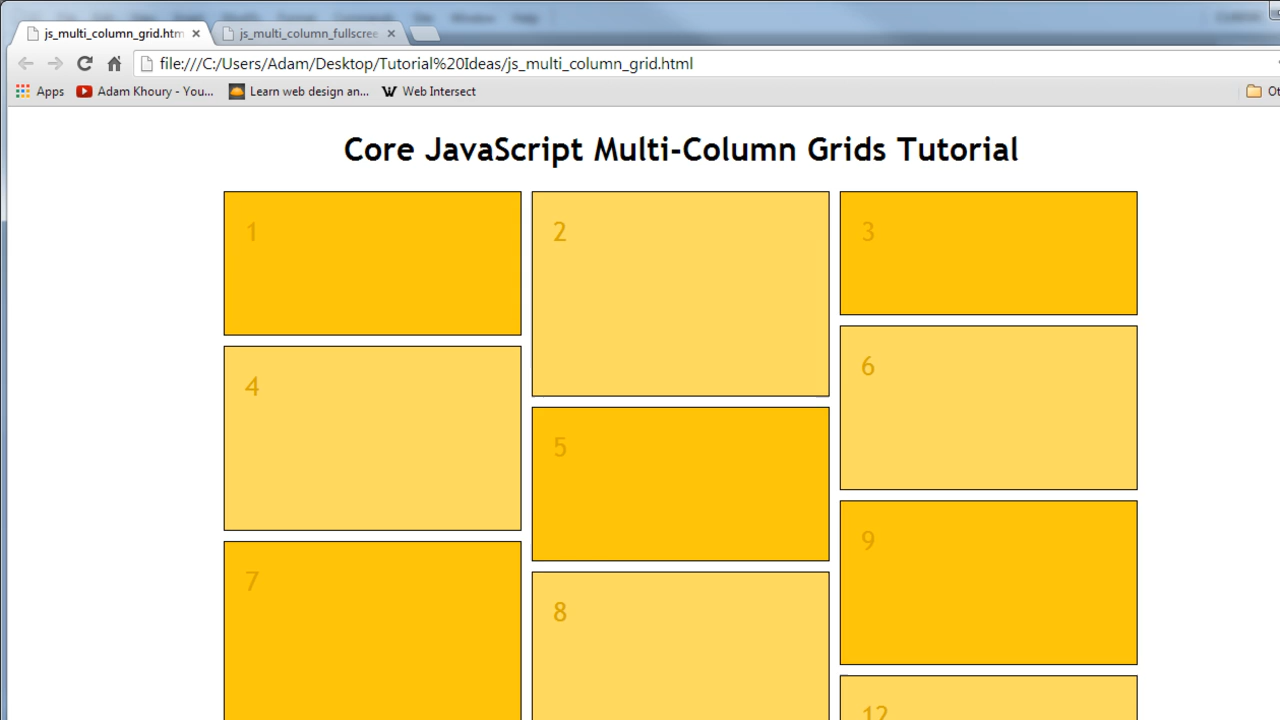 js_multi_column_grid.htm
js_multi_column_fullscree
file:///C:/Users/Adam/Desktop/Tutorial%20Ideas/js_multi_column_grid.html
Apps
Adam Khoury - You...
Learn web design an...
Web Intersect
Ot
Core JavaScript Multi-Column Grids Tutorial
1
2
3
4
5
6
7
8
9
12